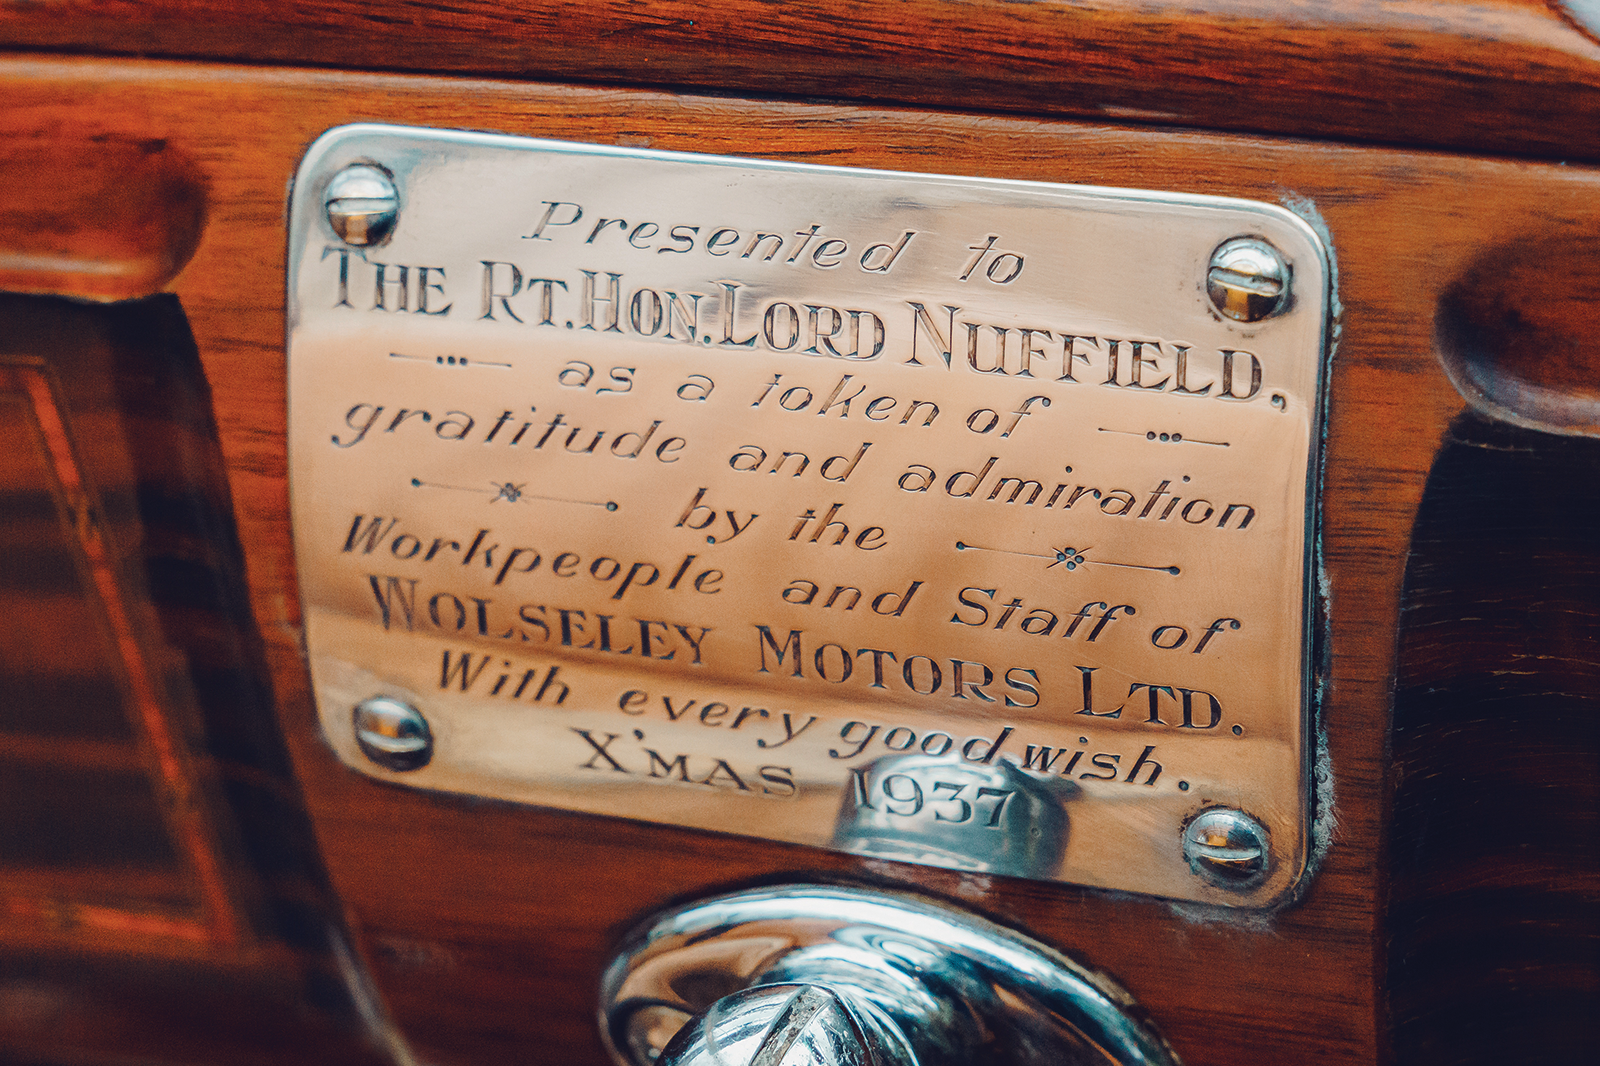 Presented to
THE RT. HON. LORD NUFFIELD,
as a token of
gratitude and admiration
by the
Workpeople and Staff of
WOLSELEY MOTORS LTD.
With every good wish.
X'MAS 1937